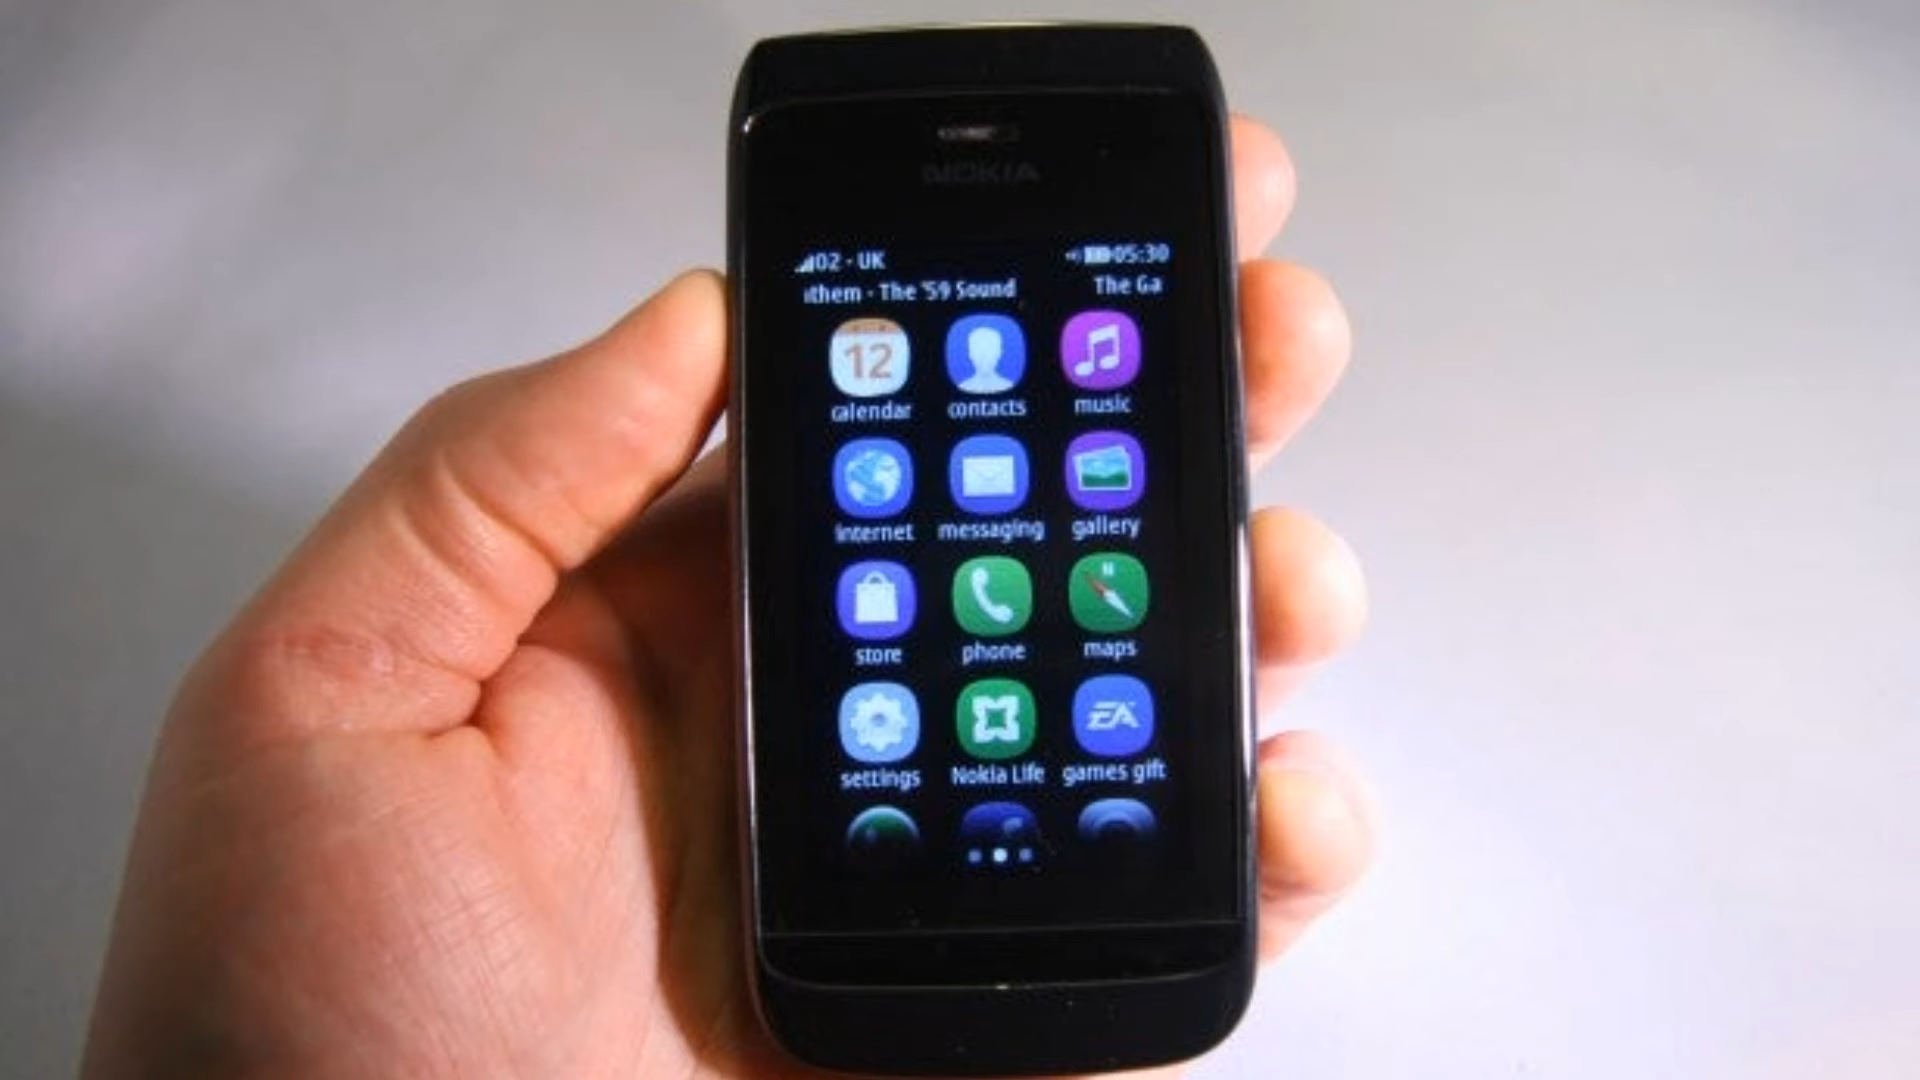 NOKIA
O2 - UK 05:30
them - The '59 Sound The Ga
12
calendar contacts music
internet messaging gallery
N
store phone maps
EA
settings Nokia Life games gift